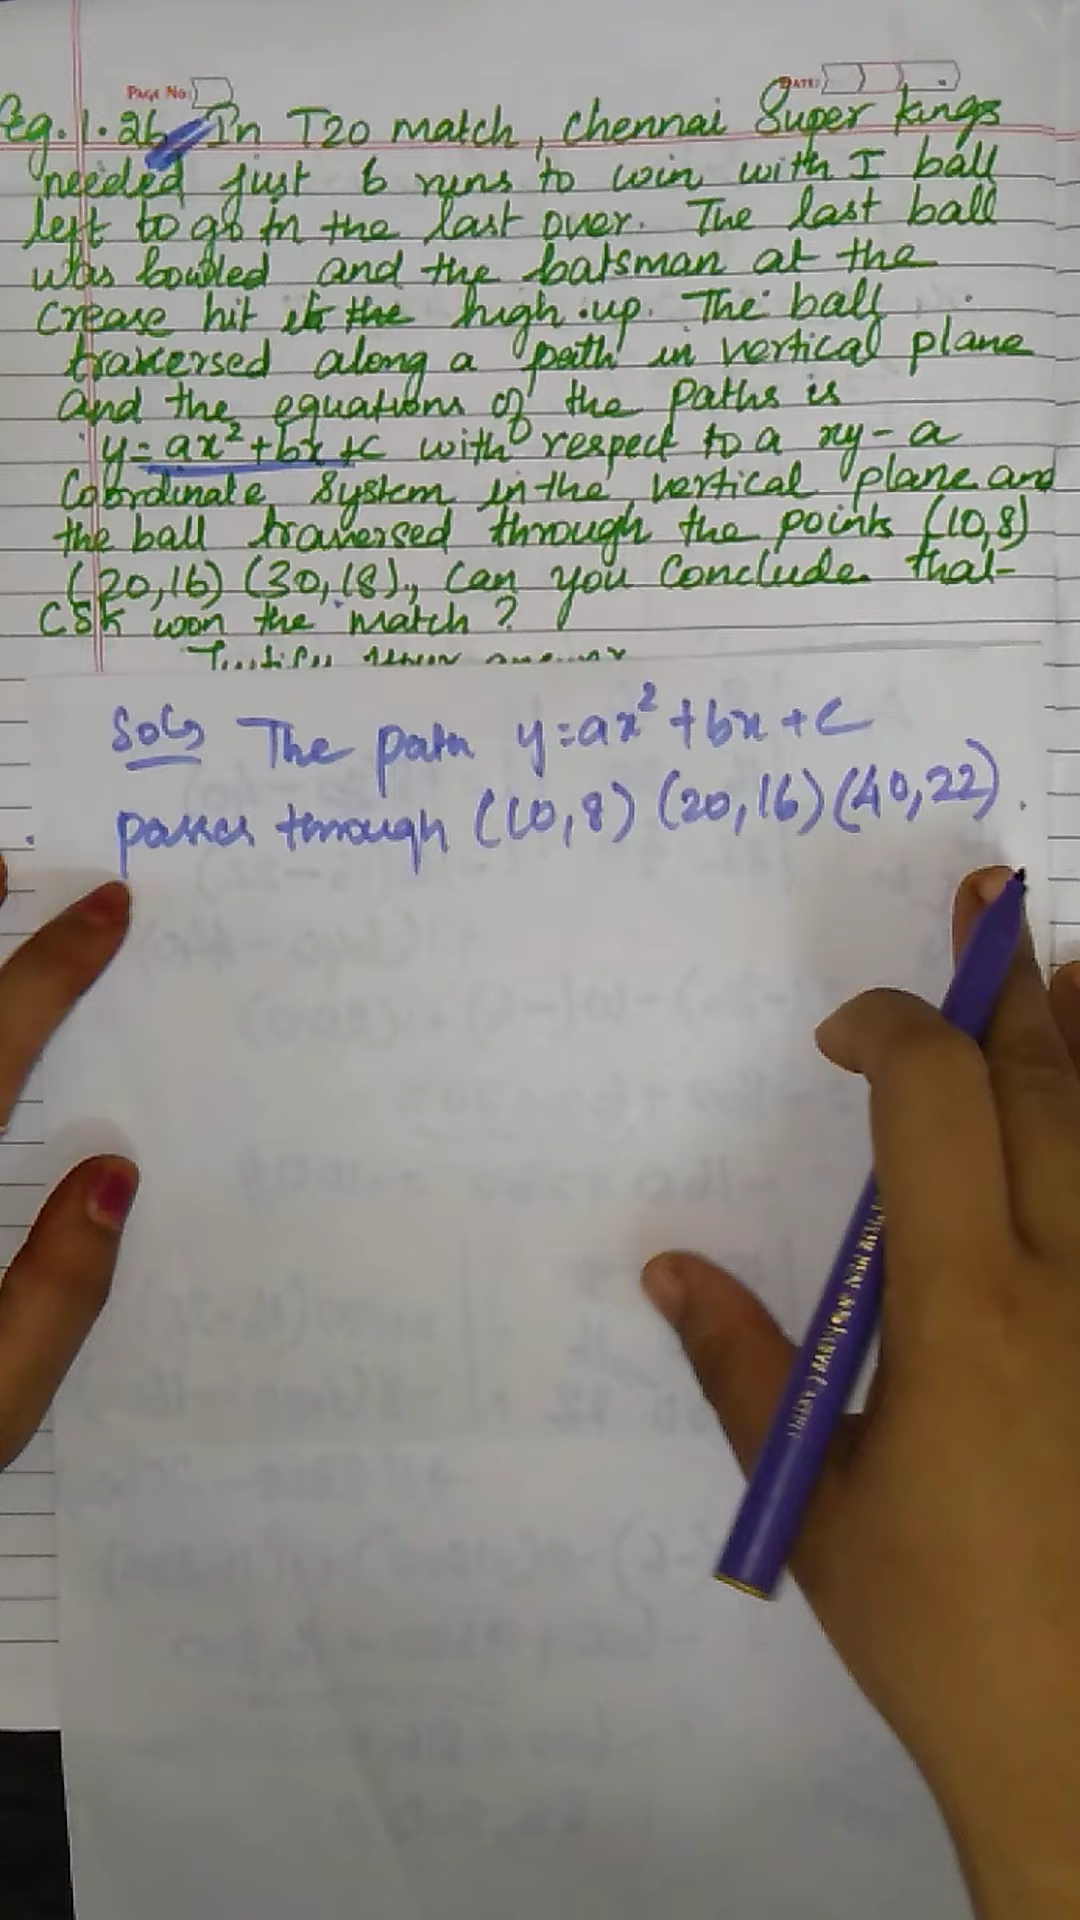 PAGE No:
DATE:
Eg. 1.26 In T20 match, chennai Super kings
needed just 6 runs to win with 1 ball
left to go in the last over. The last ball
was bowled and the batsman at the
crease hit it the high up. The ball
traversed along a path in vertical plane
and the equations of the paths is
y=ax²+bx+c with respect to a xy-a
Coordinate System in the vertical plane and
the ball traversed through the points (10,8)
(20,16) (30,18), can you conclude that
CSK won the match?
Justify your answer
Soln The path y=ax²+bx+c
passes through (10,8) (20,16) (40,22).